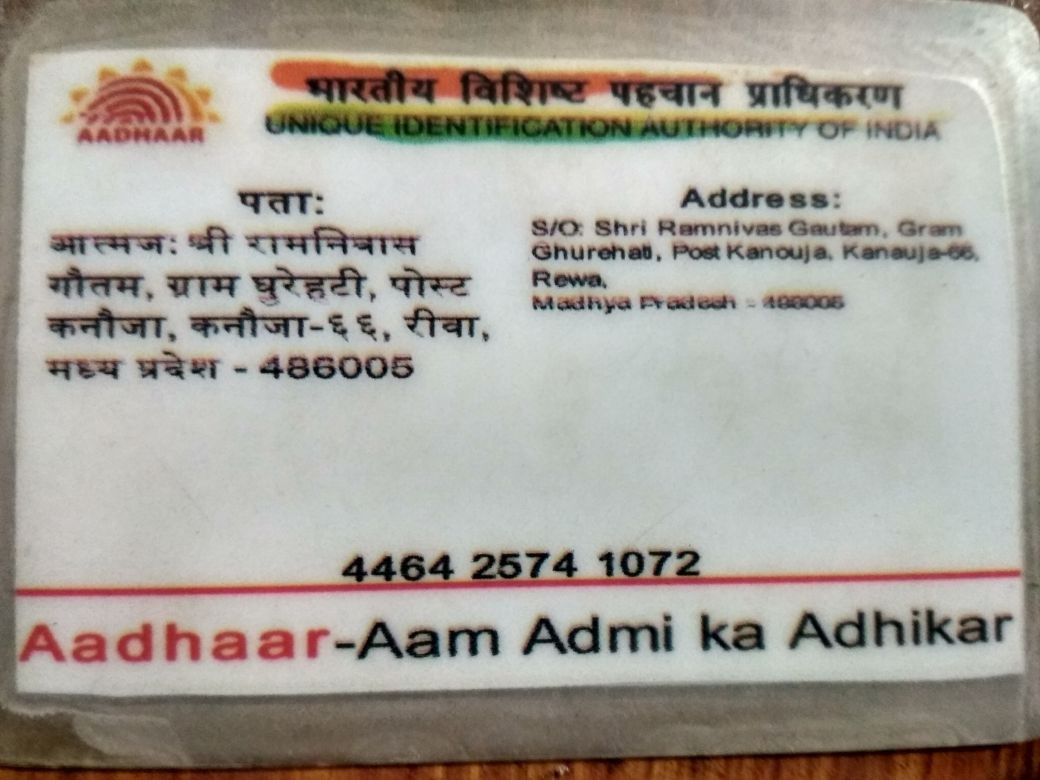 AADHAAR
भारतीय विशिष्ट पहचान प्राधिकरण
UNIQUE IDENTIFICATION AUTHORITY OF INDIA
पता:
आत्मज: श्री रामनिवास
गौतम, ग्राम घुरेहटी, पोस्ट
कनौजा, कनौजा-६६, रीवा,
मध्य प्रदेश - 486005
Address:
S/O: Shri Ramnivas Gautam, Gram
Ghurehati, Post Kanouja, Kanauja-66,
Rewa,
Madhya Pradesh - 486005
4464 2574 1072
Aadhaar-Aam Admi ka Adhikar